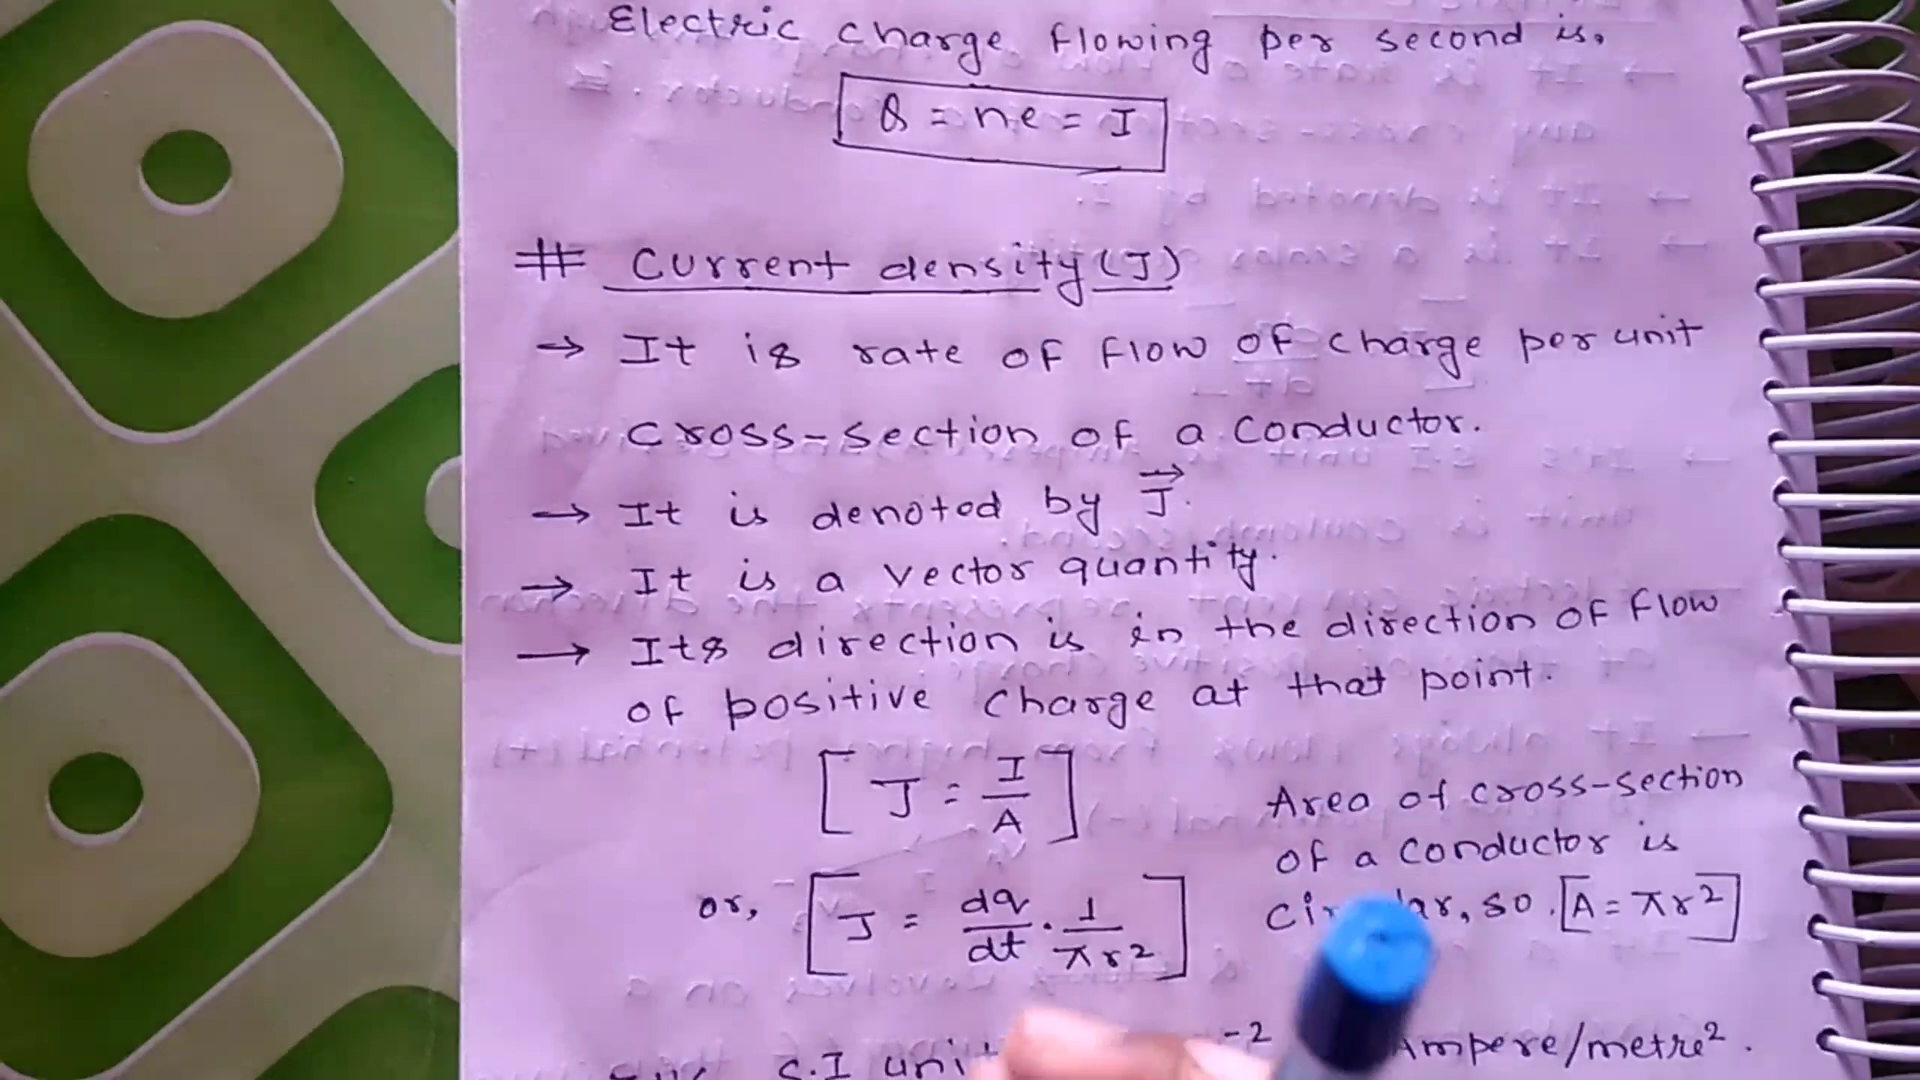 Electric charge flowing per second is,
Q = ne = I
# Current density (J)
→ It is rate of flow of charge per unit
cross-section of a conductor.
→ It is denoted by J⃗.
→ It is a vector quantity.
→ Its direction is in the direction of flow
of positive charge at that point.
[J = I/A]
or, [J = dq/dt · 1/πr²]
Area of cross-section
of a conductor is
circular, so [A = πr²]
S.I unit
-2
Ampere/metre².